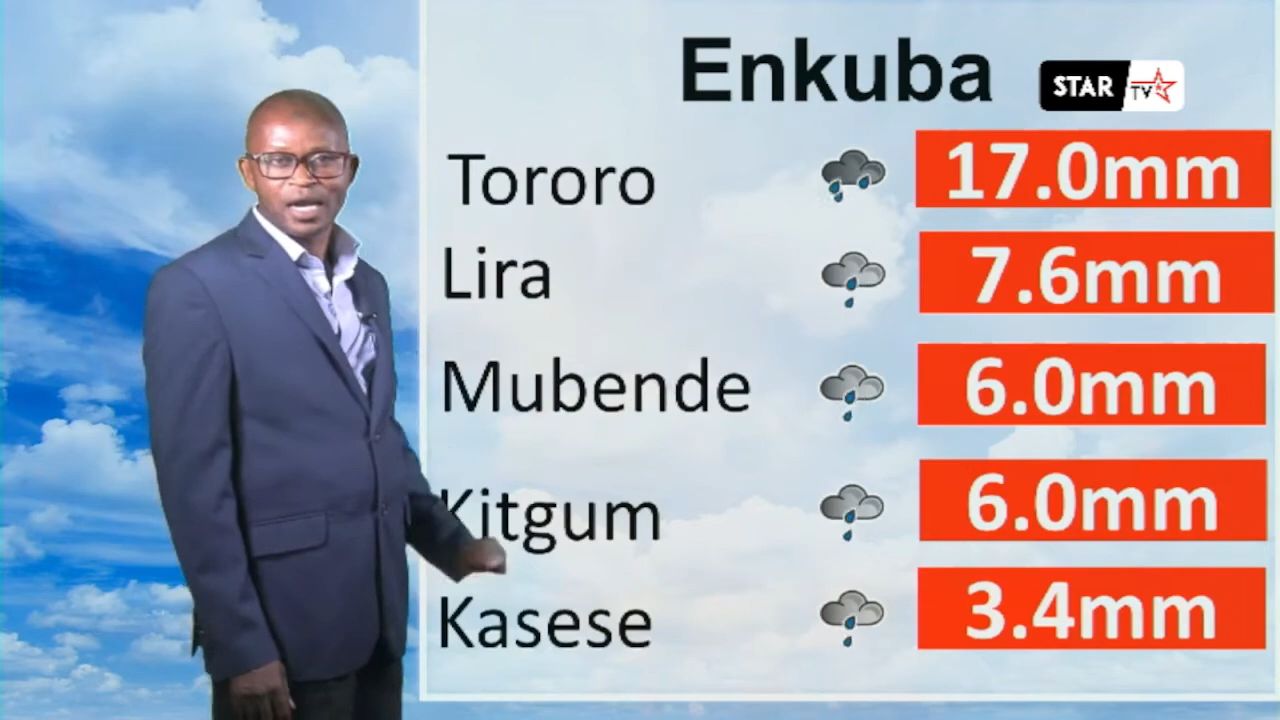 Enkuba
STAR TV
Tororo 17.0mm
Lira 7.6mm
Mubende 6.0mm
Kitgum 6.0mm
Kasese 3.4mm